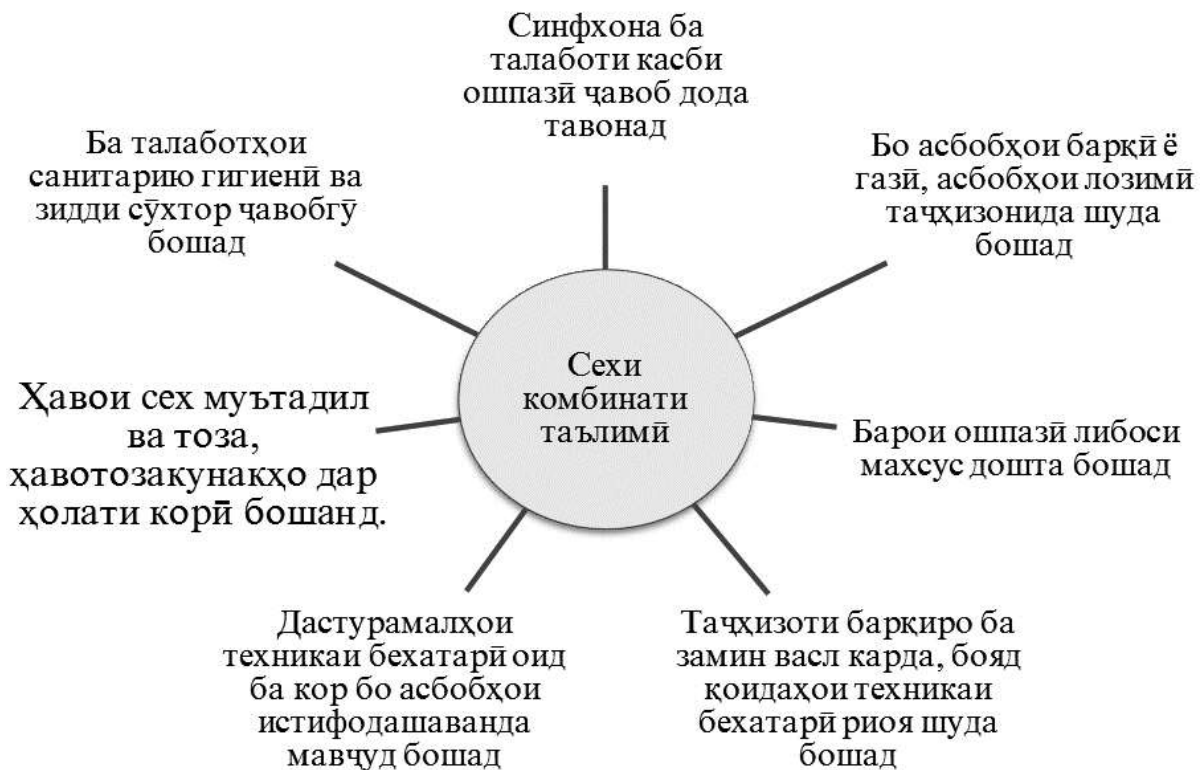 Синфхона ба
талаботи касби
ошпазӣ ҷавоб дода
тавонад
Ба талаботҳои
санитарию гигиенӣ ва
зидди сӯхтор ҷавобгӯ
бошад
Бо асбобҳои барқӣ ё
газӣ, асбобҳои лозимӣ
таҷҳизонида шуда
бошад
Сехи
комбинати
таълимӣ
Ҳавои сех муътадил
ва тоза,
ҳавотозакунакҳо дар
ҳолати корӣ бошанд.
Барои ошпазӣ либоси
махсус дошта бошад
Дастурамалҳои
техникаи бехатарӣ оид
ба кор бо асбобҳои
истифодашаванда
мавҷуд бошад
Таҷҳизоти барқиро ба
замин васл карда, бояд
қоидаҳои техникаи
бехатарӣ риоя шуда
бошад